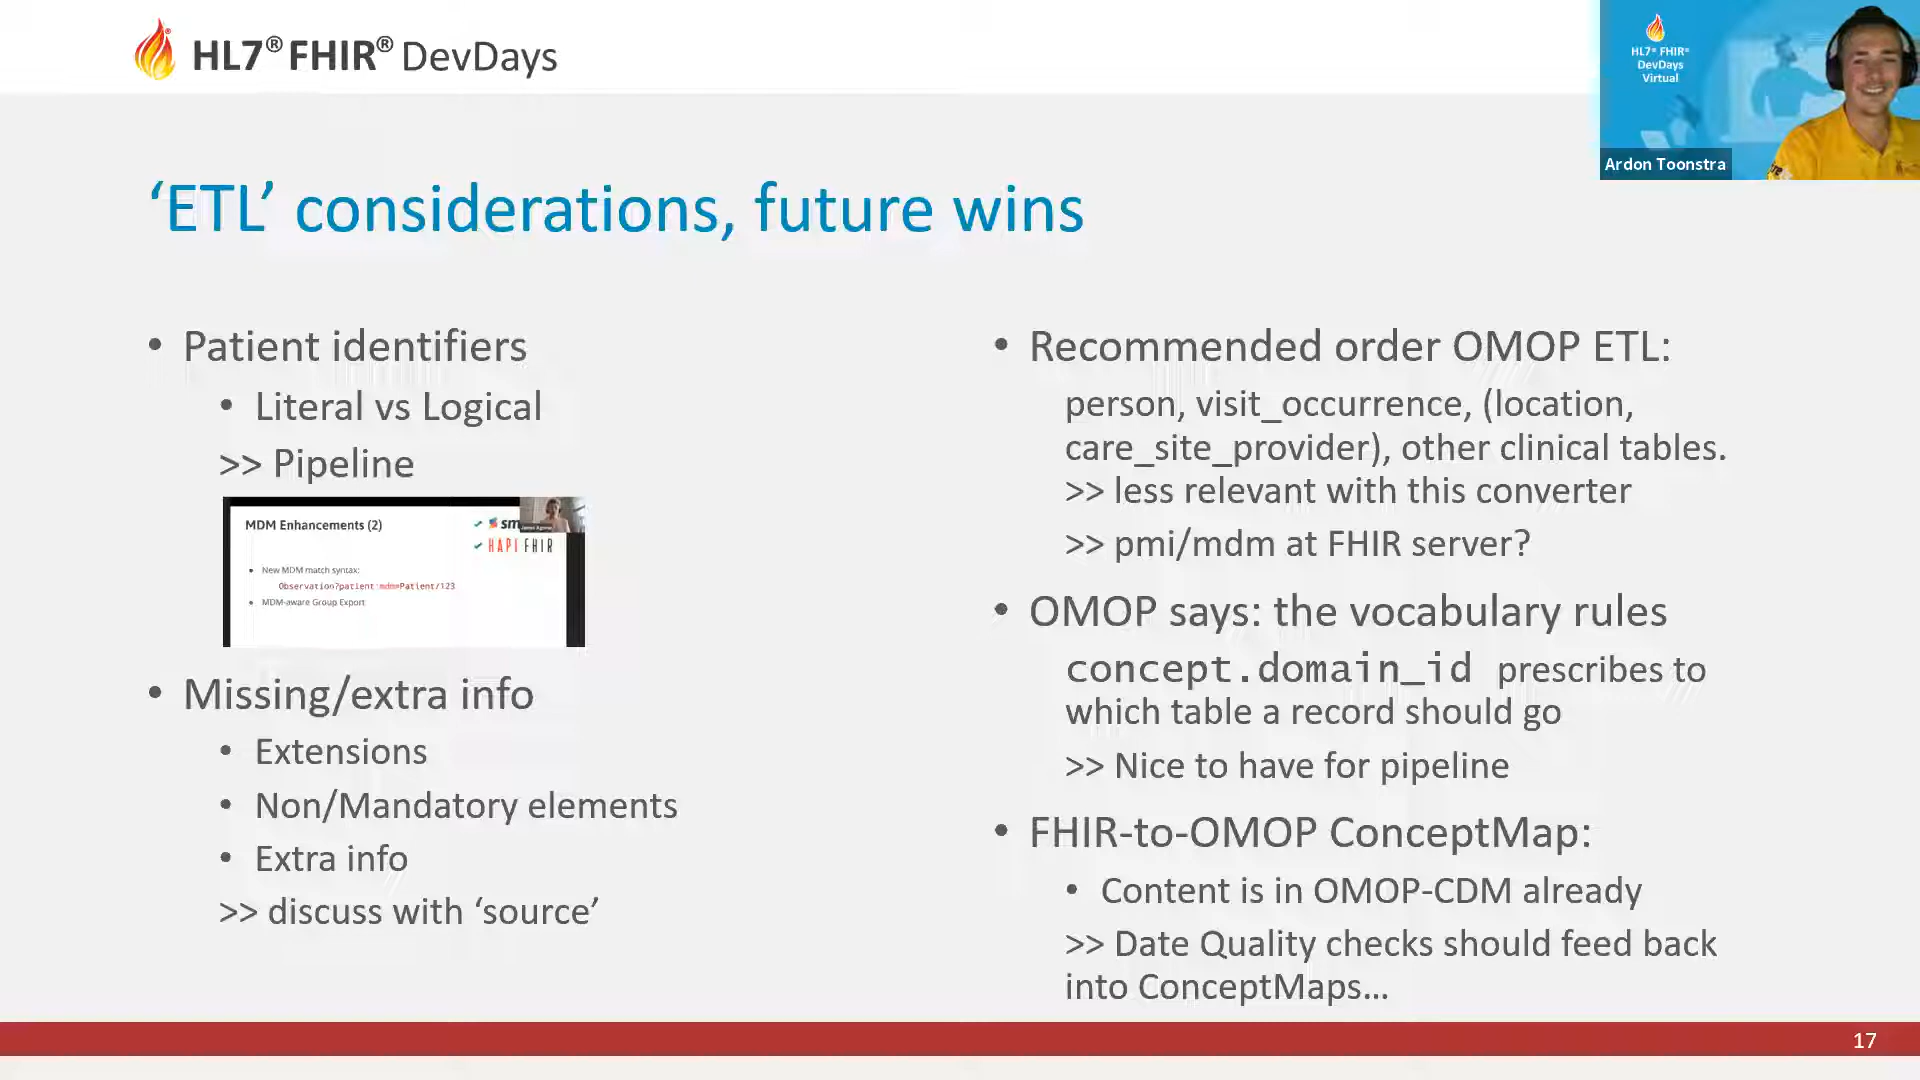 HL7® FHIR® DevDays
HL7® FHIR®
DevDays
Virtual
Ardon Toonstra
‘ETL’ considerations, future wins
• Patient identifiers
• Literal vs Logical
>> Pipeline
MDM Enhancements (2)
HAPI FHIR
• New MDM match syntax:
Observation?patient:mdm=Patient/123
• MDM-aware Group Export
• Missing/extra info
• Extensions
• Non/Mandatory elements
• Extra info
>> discuss with ‘source’
• Recommended order OMOP ETL:
person, visit_occurrence, (location,
care_site_provider), other clinical tables.
>> less relevant with this converter
>> pmi/mdm at FHIR server?
• OMOP says: the vocabulary rules
concept.domain_id prescribes to
which table a record should go
>> Nice to have for pipeline
• FHIR-to-OMOP ConceptMap:
• Content is in OMOP-CDM already
>> Date Quality checks should feed back
into ConceptMaps...
17